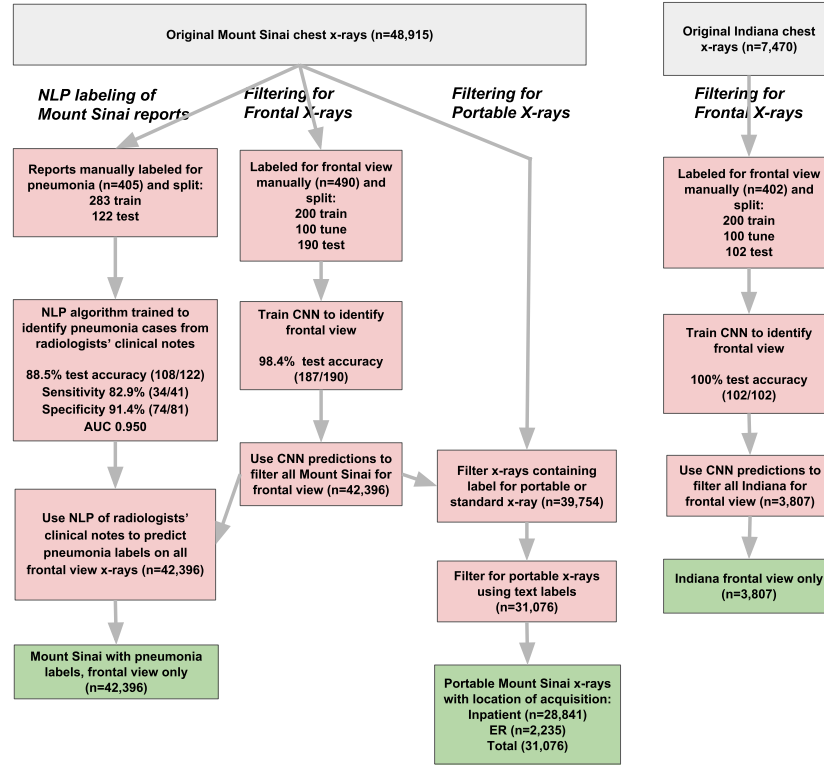 Original Mount Sinai chest x-rays (n=48,915)
NLP labeling of
Mount Sinai reports
Reports manually labeled for
pneumonia (n=405) and split:
283 train
122 test
NLP algorithm trained to
identify pneumonia cases from
radiologists' clinical notes
88.5% test accuracy (108/122)
Sensitivity 82.9% (34/41)
Specificity 91.4% (74/81)
AUC 0.950
Use NLP of radiologists'
clinical notes to predict
pneumonia labels on all
frontal view x-rays (n=42,396)
Mount Sinai with pneumonia
labels, frontal view only
(n=42,396)
Filtering for
Frontal X-rays
Labeled for frontal view
manually (n=490) and
split:
200 train
100 tune
190 test
Train CNN to identify
frontal view
98.4% test accuracy
(187/190)
Use CNN predictions to
filter all Mount Sinai for
frontal view (n=42,396)
Filtering for
Portable X-rays
Filter x-rays containing
label for portable or
standard x-ray (n=39,754)
Filter for portable x-rays
using text labels
(n=31,076)
Portable Mount Sinai x-rays
with location of acquisition:
Inpatient (n=28,841)
ER (n=2,235)
Total (31,076)
Original Indiana chest
x-rays (n=7,470)
Filtering for
Frontal X-rays
Labeled for frontal view
manually (n=402) and
split:
200 train
100 tune
102 test
Train CNN to identify
frontal view
100% test accuracy
(102/102)
Use CNN predictions to
filter all Indiana for
frontal view (n=3,807)
Indiana frontal view only
(n=3,807)